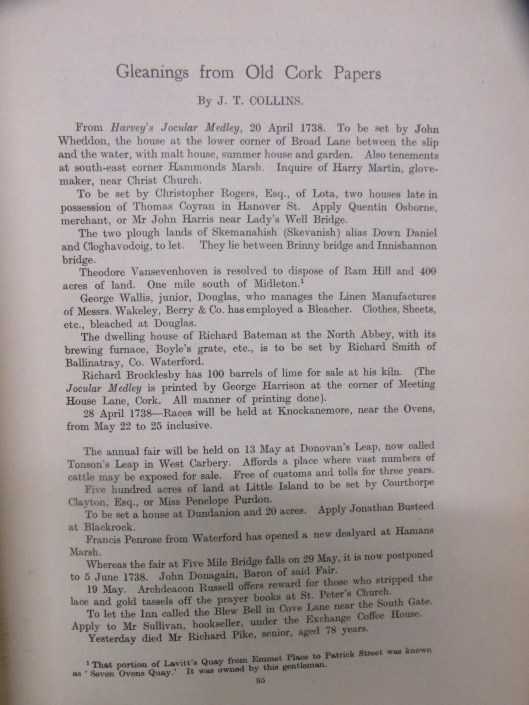 Gleanings from Old Cork Papers
By J. T. COLLINS.
From Harvey's Jocular Medley, 20 April 1738. To be set by John
Wheddon, the house at the lower corner of Broad Lane between the slip
and the water, with malt house, summer house and garden. Also tenements
at south-east corner Hammonds Marsh. Inquire of Harry Martin, glove-
maker, near Christ Church.
To be set by Christopher Rogers, Esq., of Lota, two houses late in
possession of Thomas Coyran in Hanover St. Apply Quentin Osborne,
merchant, or Mr John Harris near Lady's Well Bridge.
The two plough lands of Skemanahish (Skevanish) alias Down Daniel
and Cloghavodoig, to let. They lie between Brinny bridge and Innishannon
bridge.
Theodore Vansevenhoven is resolved to dispose of Ram Hill and 400
acres of land. One mile south of Midleton.¹
George Wallis, junior, Douglas, who manages the Linen Manufactures
of Messrs. Wakeley, Berry & Co. has employed a Bleacher. Clothes, Sheets,
etc., bleached at Douglas.
The dwelling house of Richard Bateman at the North Abbey, with its
brewing furnace, Boyle's grate, etc., is to be set by Richard Smith of
Ballinatray, Co. Waterford.
Richard Brocklesby has 100 barrels of lime for sale at his kiln. (The
Jocular Medley is printed by George Harrison at the corner of Meeting
House Lane, Cork. All manner of printing done).
28 April 1738—Races will be held at Knockanemore, near the Ovens,
from May 22 to 25 inclusive.
The annual fair will be held on 13 May at Donovan's Leap, now called
Tonson's Leap in West Carbery. Affords a place where vast numbers of
cattle may be exposed for sale. Free of customs and tolls for three years.
Five hundred acres of land at Little Island to be set by Courthorpe
Clayton, Esq., or Miss Penelope Purdon.
To be set a house at Dundanion and 20 acres. Apply Jonathan Busteed
at Blackrock.
Francis Penrose from Waterford has opened a new dealyard at Hamans
Marsh.
Whereas the fair at Five Mile Bridge falls on 29 May, it is now postponed
to 5 June 1738. John Donagain, Baron of said Fair.
19 May. Archdeacon Russell offers reward for those who stripped the
lace and gold tassels off the prayer books at St. Peter's Church.
To let the Inn called the Blew Bell in Cove Lane near the South Gate.
Apply to Mr Sullivan, bookseller, under the Exchange Coffee House.
Yesterday died Mr Richard Pike, senior, aged 78 years.
¹ That portion of Lavitt's Quay from Emmet Place to Patrick Street was known
as ' Seven Ovens Quay.' It was owned by this gentleman.
95